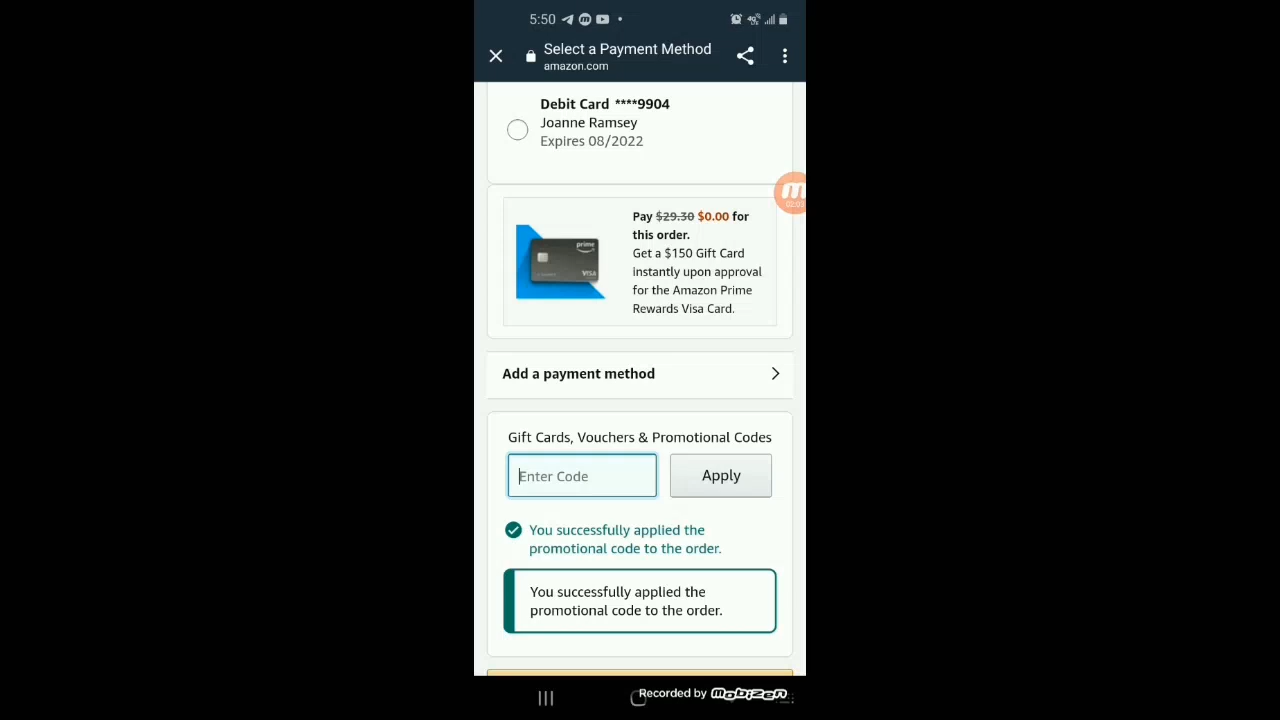 5:50
Select a Payment Method
amazon.com
Debit Card ****9904
Joanne Ramsey
Expires 08/2022
Pay $29.30 $0.00 for
this order.
Get a $150 Gift Card
instantly upon approval
for the Amazon Prime
Rewards Visa Card.
prime
VISA
Add a payment method
Gift Cards, Vouchers & Promotional Codes
Enter Code
Apply
You successfully applied the
promotional code to the order.
You successfully applied the
promotional code to the order.
Recorded by mobizen